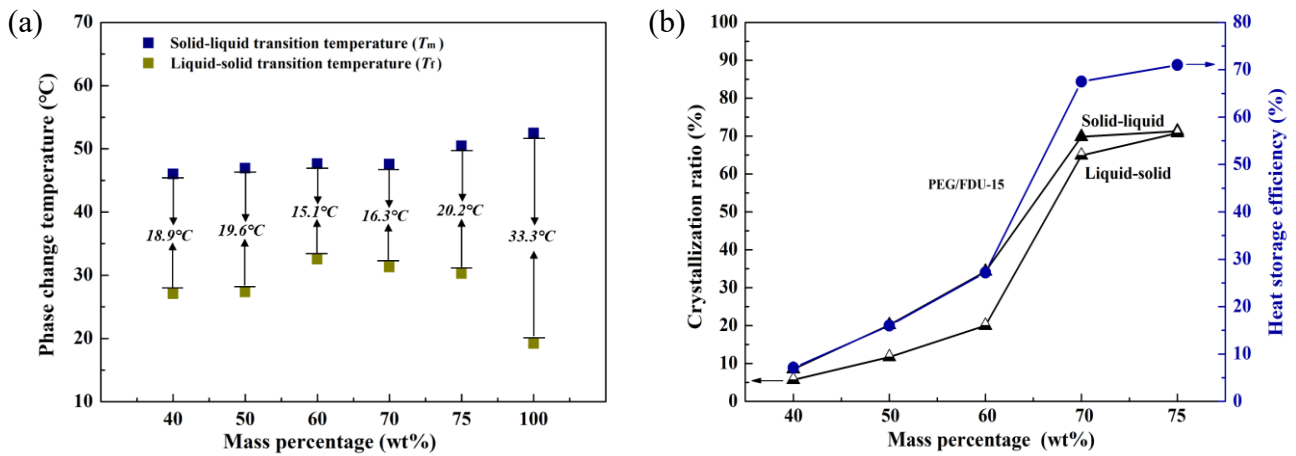 (a)
70
60
50
40
30
20
10
Phase change temperature (℃)
Solid-liquid transition temperature (Tm)
Liquid-solid transition temperature (Tf)
18.9℃
19.6℃
15.1℃
16.3℃
20.2℃
33.3℃
40 50 60 70 75 100
Mass percentage (wt%)
(b)
100
90
80
70
60
50
40
30
20
10
0
Crystallization ratio (%)
Solid-liquid
Liquid-solid
PEG/FDU-15
40 50 60 70 75
Mass percentage (wt%)
80
70
60
50
40
30
20
10
0
Heat storage efficiency (%)